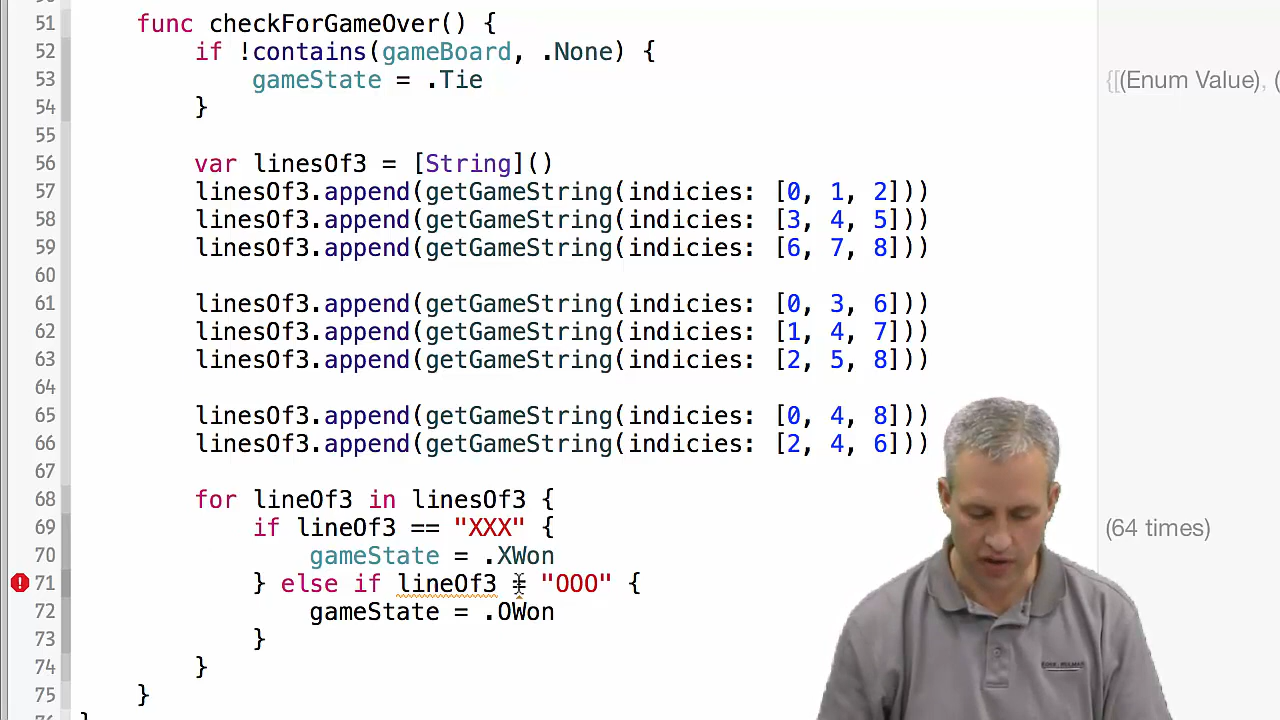 51 func checkForGameOver() {
52 if !contains(gameBoard, .None) {
53 gameState = .Tie {[(Enum Value), (
54 }
55
56 var linesOf3 = [String]()
57 linesOf3.append(getGameString(indicies: [0, 1, 2]))
58 linesOf3.append(getGameString(indicies: [3, 4, 5]))
59 linesOf3.append(getGameString(indicies: [6, 7, 8]))
60
61 linesOf3.append(getGameString(indicies: [0, 3, 6]))
62 linesOf3.append(getGameString(indicies: [1, 4, 7]))
63 linesOf3.append(getGameString(indicies: [2, 5, 8]))
64
65 linesOf3.append(getGameString(indicies: [0, 4, 8]))
66 linesOf3.append(getGameString(indicies: [2, 4, 6]))
67
68 for lineOf3 in linesOf3 {
69 if lineOf3 == "XXX" { (64 times)
70 gameState = .XWon
71 } else if lineOf3 = "OOO" {
72 gameState = .OWon
73 }
74 }
75 }